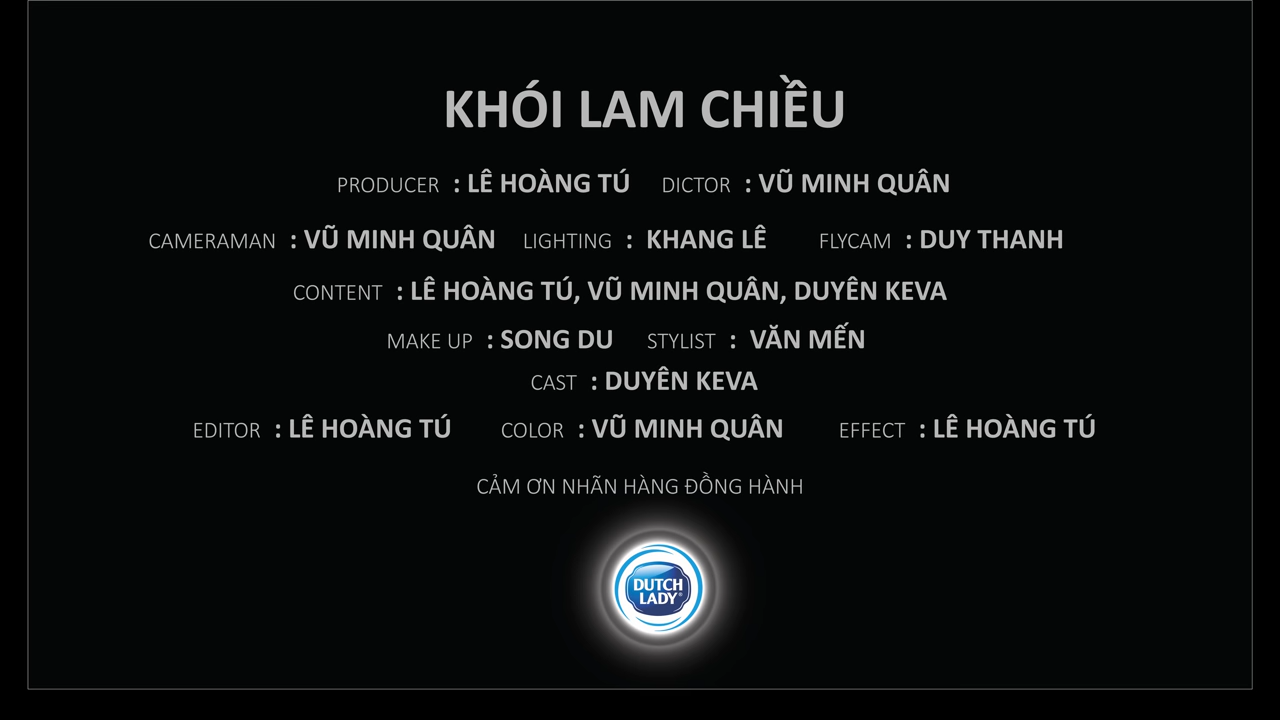 KHÓI LAM CHIỀU
PRODUCER : LÊ HOÀNG TÚ DICTOR : VŨ MINH QUÂN
CAMERAMAN : VŨ MINH QUÂN LIGHTING : KHANG LÊ FLYCAM : DUY THANH
CONTENT : LÊ HOÀNG TÚ, VŨ MINH QUÂN, DUYÊN KEVA
MAKE UP : SONG DU STYLIST : VĂN MẾN
CAST : DUYÊN KEVA
EDITOR : LÊ HOÀNG TÚ COLOR : VŨ MINH QUÂN EFFECT : LÊ HOÀNG TÚ
CẢM ƠN NHÃN HÀNG ĐỒNG HÀNH
DUTCH
LADY®